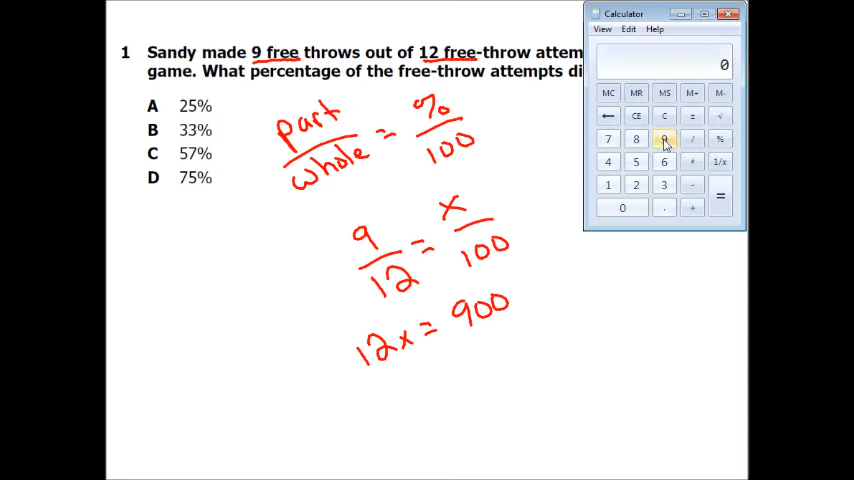 Calculator
View Edit Help
0
MC MR MS M+ M-
← CE C ± √
7 8 9 / %
4 5 6 * 1/x
1 2 3 - =
0 . +
1 Sandy made 9 free throws out of 12 free-throw
game. What percentage of the free-throw attempts
A 25%
B 33%
C 57%
D 75%
part/whole = %/100
9/12 = x/100
12x = 900